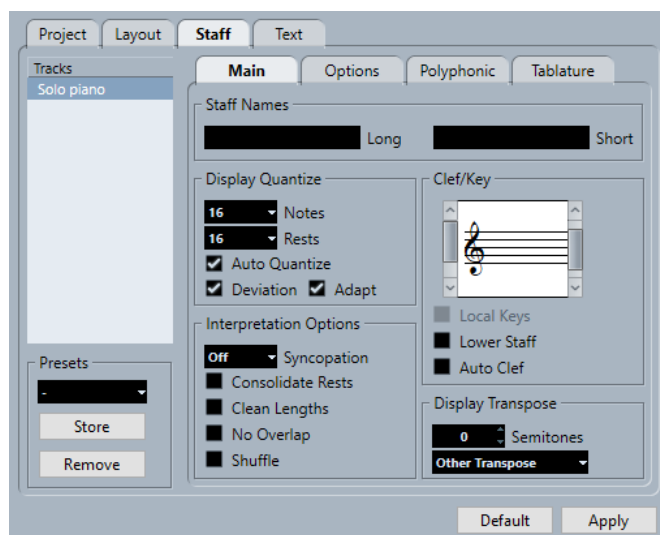 Project Layout Staff Text
Tracks
Solo piano
Main Options Polyphonic Tablature
Staff Names
Long Short
Display Quantize
16 Notes
16 Rests
Auto Quantize
Deviation Adapt
Clef/Key
Local Keys
Lower Staff
Auto Clef
Interpretation Options
Off Syncopation
Consolidate Rests
Clean Lengths
No Overlap
Shuffle
Display Transpose
0 Semitones
Other Transpose
Presets
-
Store
Remove
Default Apply